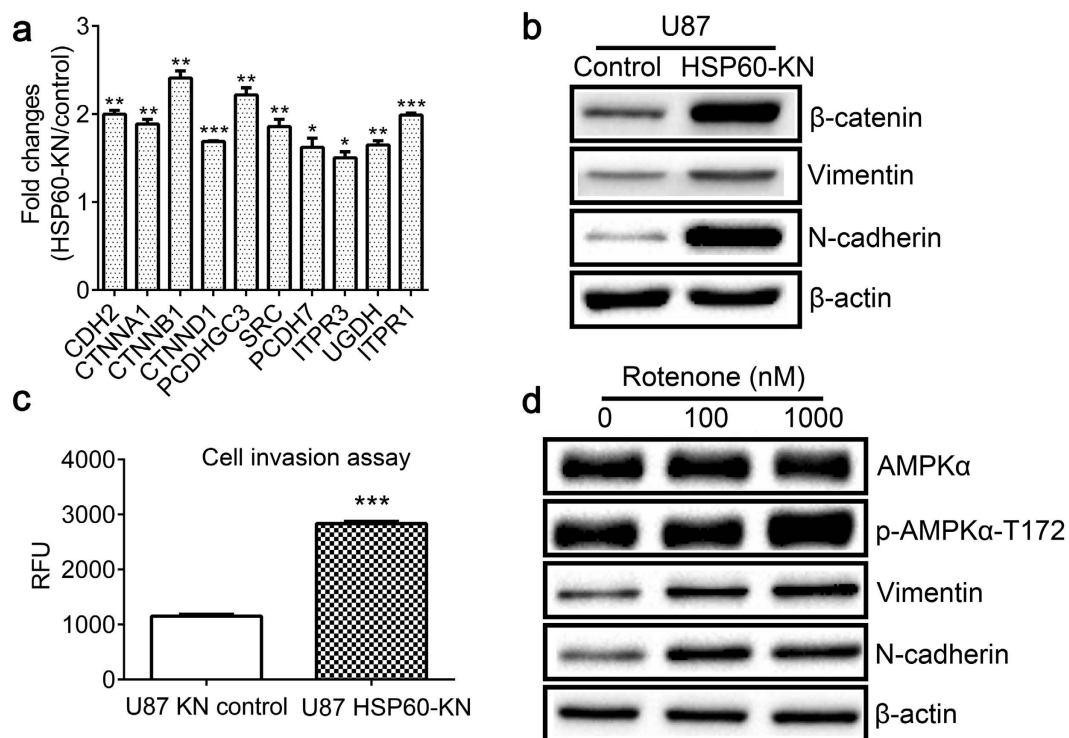 a
Fold changes
(HSP60-KN/control)
3
2
1
0
** ** ** *** ** ** * * ** ***
CDH2
CTNNA1
CTNNB1
CTNND1
PCDHGC3
SRC
PCDH7
ITPR3
UGDH
ITPR1
b
U87
Control HSP60-KN
β-catenin
Vimentin
N-cadherin
β-actin
c
Cell invasion assay
RFU
4000
3000
2000
1000
0
***
U87 KN control U87 HSP60-KN
d
Rotenone (nM)
0 100 1000
AMPKα
p-AMPKα-T172
Vimentin
N-cadherin
β-actin